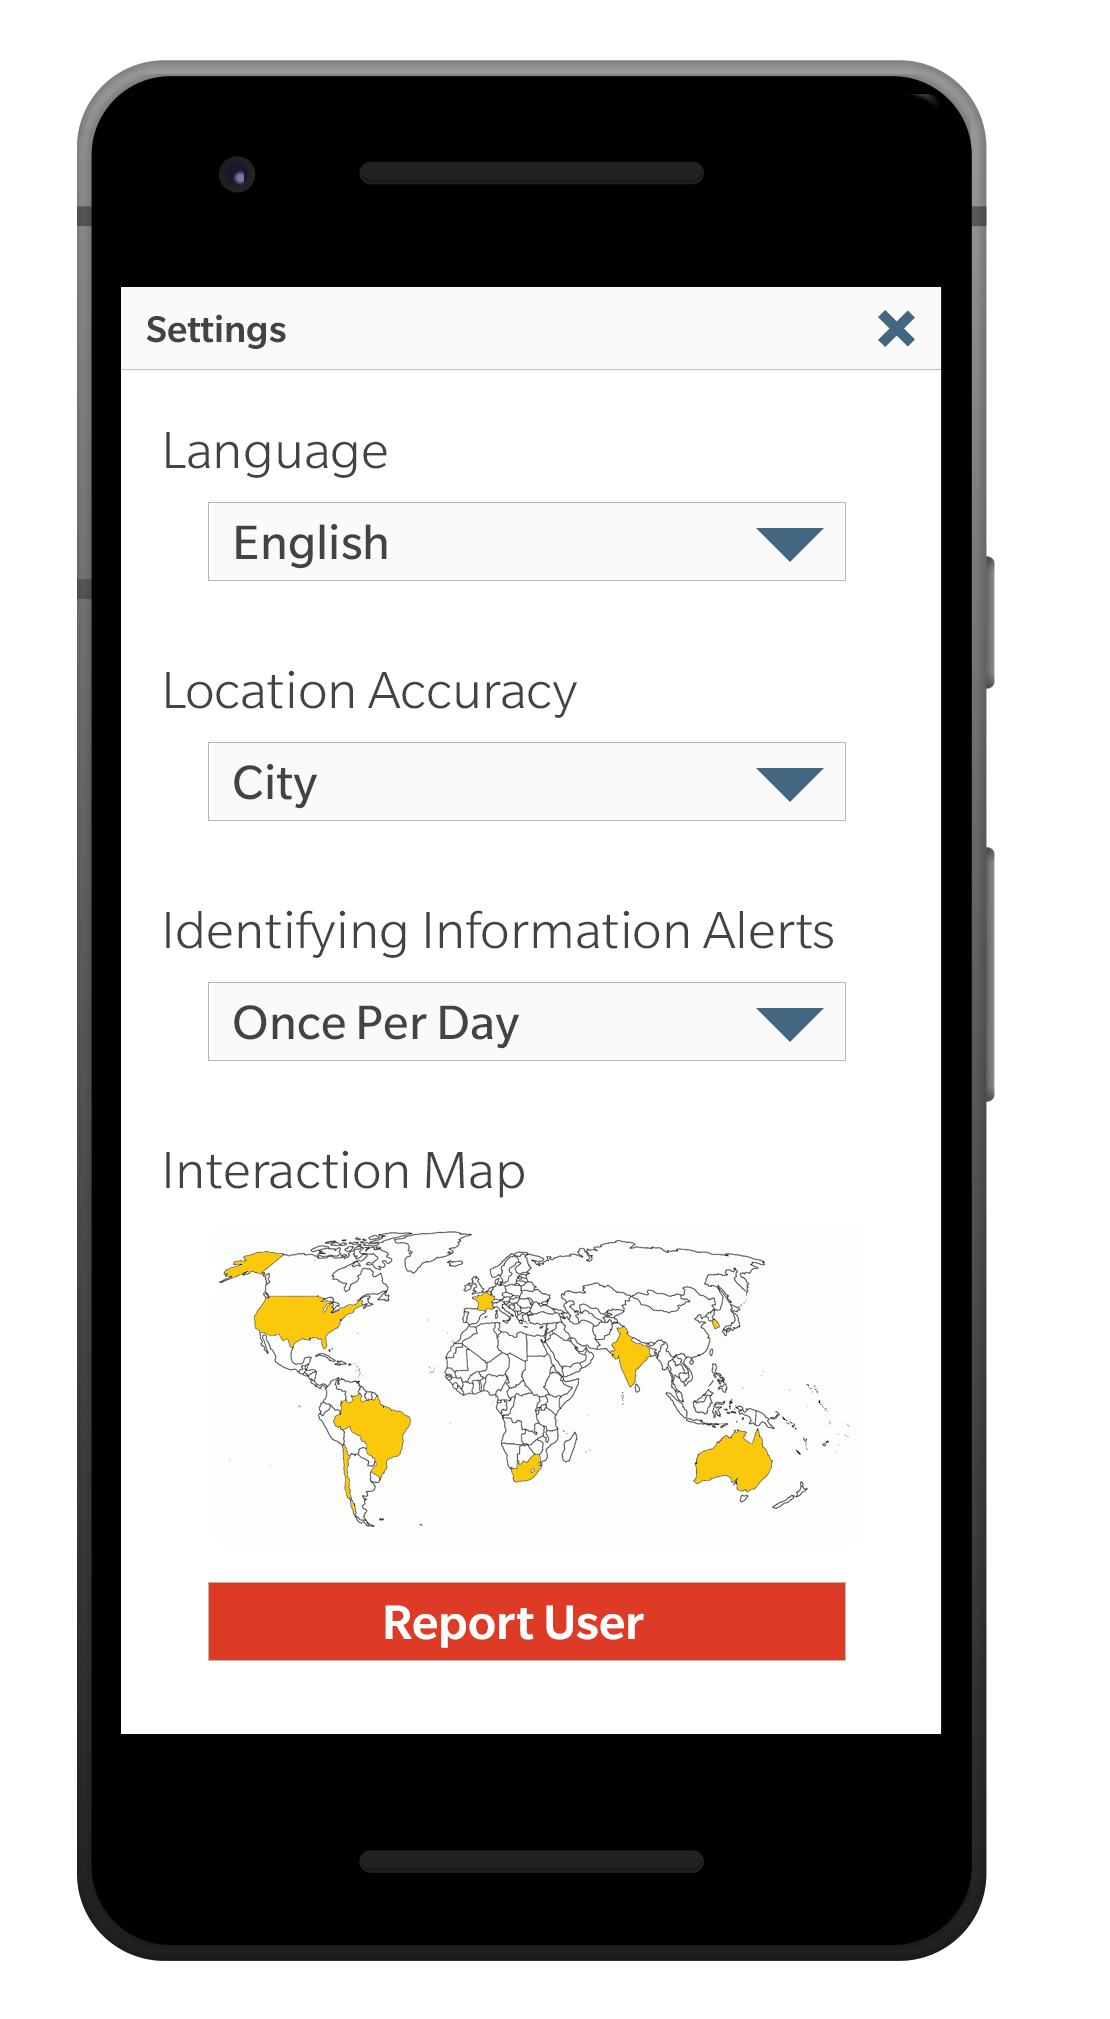 Settings
Language
English
Location Accuracy
City
Identifying Information Alerts
Once Per Day
Interaction Map
Report User